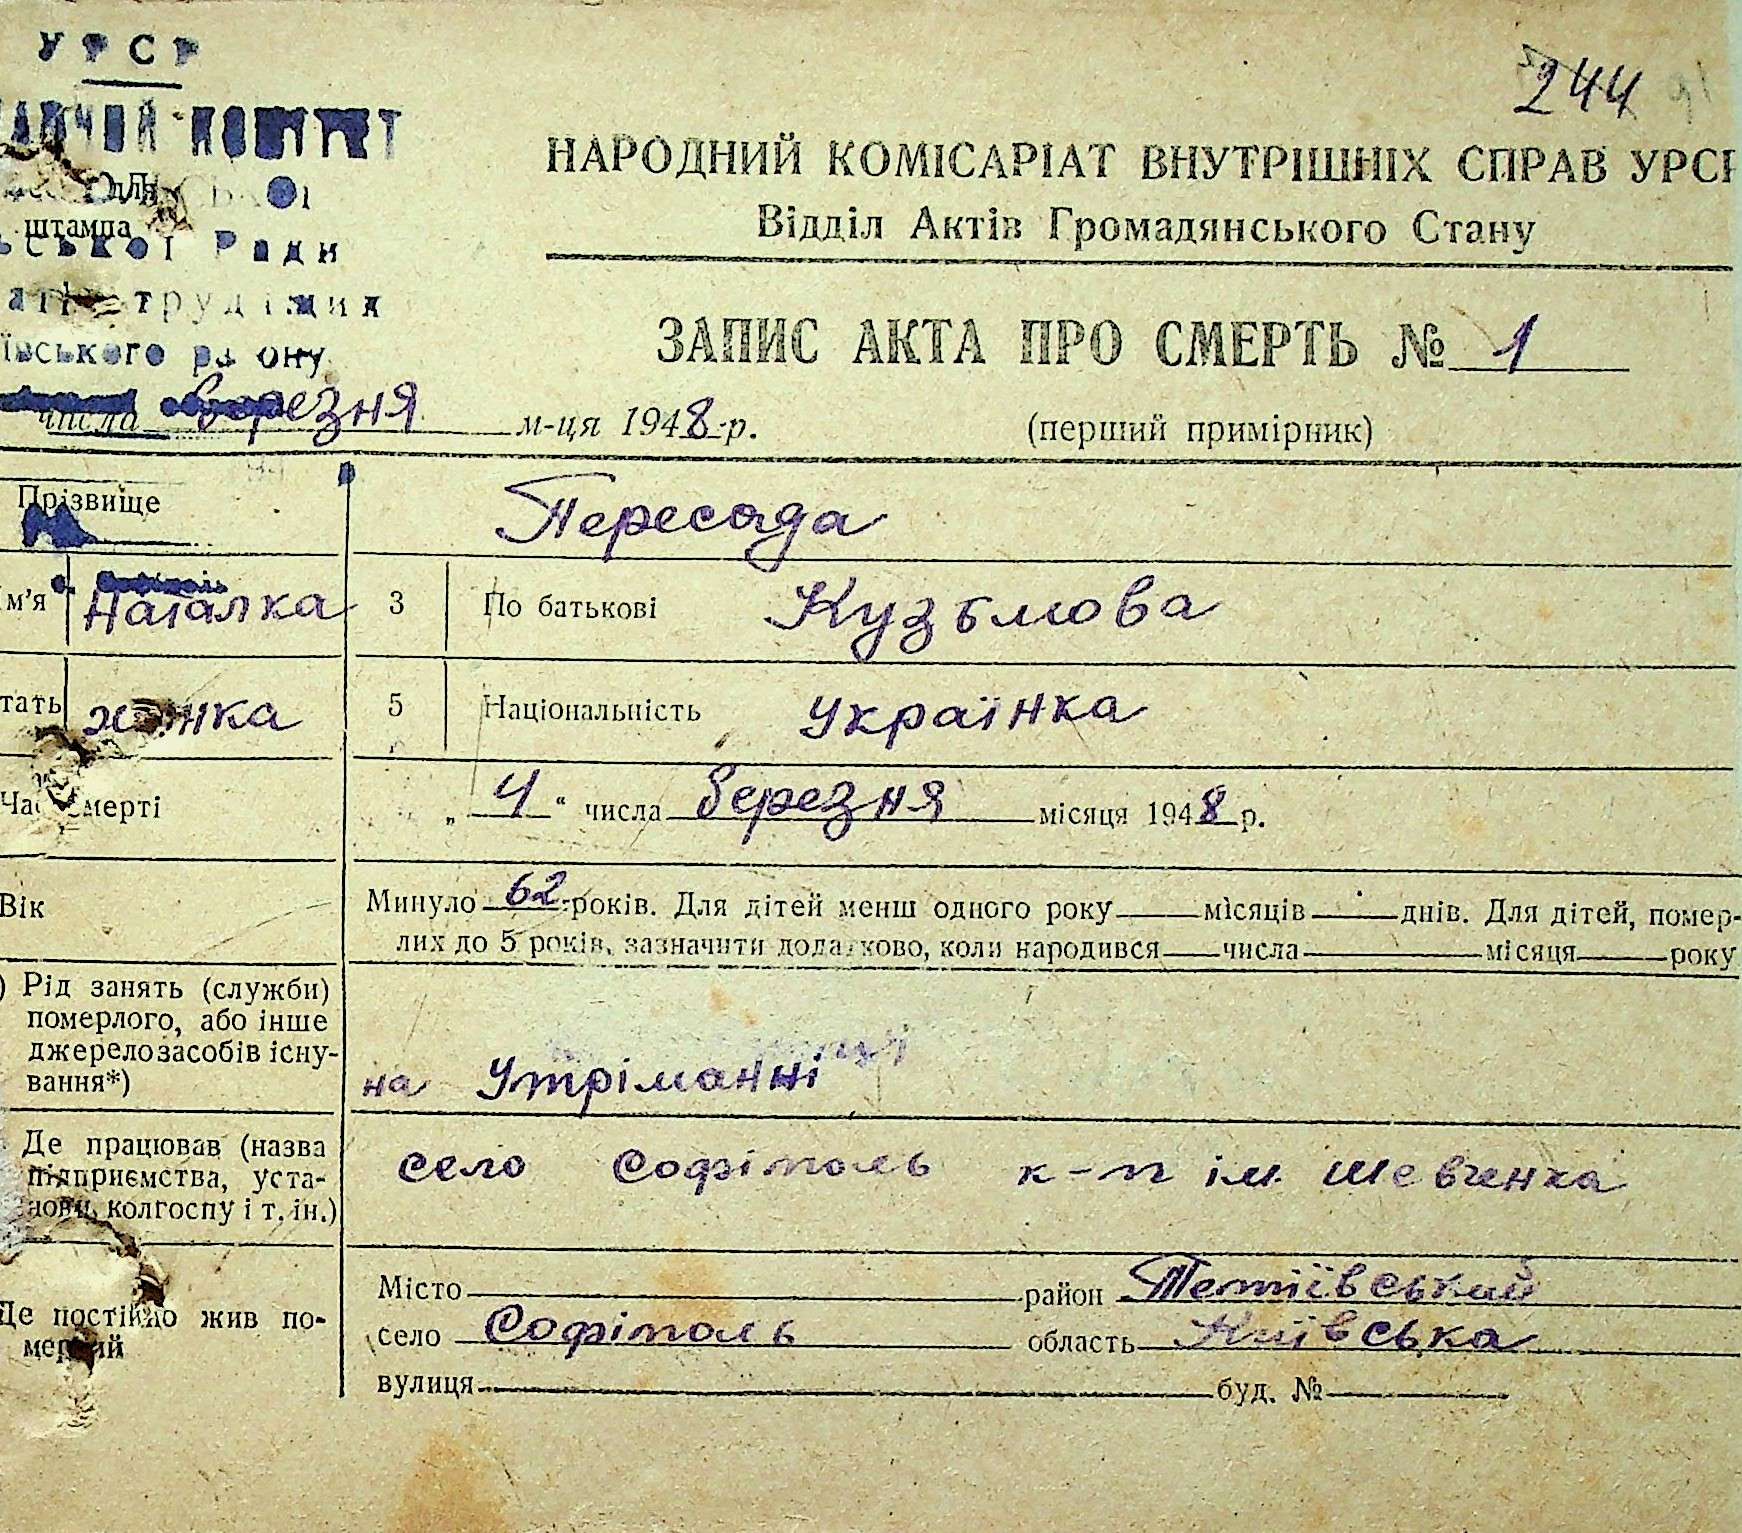 УРСР
244
НАРОДНИЙ КОМІСАРІАТ ВНУТРІШНІХ СПРАВ УРСР
Відділ Актів Громадянського Стану
для
штампа
ської Ради
трудящих
ївського району
ЗАПИС АКТА ПРО СМЕРТЬ № 1
числа березня м-ця 1948 р.
(перший примірник)
Прізвище Пересада
м'я Наталка 3 По батькові Кузьмова
тать жінка 5 Національність Українка
Час смерті „ 4 “ числа березня місяця 1948 р.
Вік Минуло 62 років. Для дітей менш одного року місяців днів. Для дітей, помер-
лих до 5 років, зазначити додатково, коли народився числа місяця року
) Рід занять (служби)
померлого, або інше
джерело засобів існу-
вання*)
на Утріманні
Де працював (назва
підприємства, уста-
нови, колгоспу і т. ін.)
село Софіполь к-п ім. Шевченка
Де постійно жив по-
мерлий
Місто район Тетіївський
село Софіполь область Київська
вулиця буд. №